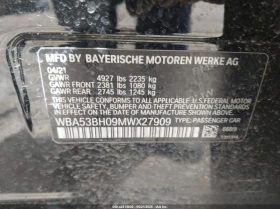 MFD BY BAYERISCHE MOTOREN WERKE AG
04/21
GVWR 4927 lbs 2235 kg
GAWR FRONT 2381 lbs 1080 kg
GAWR REAR 2745 lbs 1245 kg
THIS VEHICLE CONFORMS TO ALL APPLICABLE
U.S. FEDERAL MOTOR VEHICLE SAFETY, BUMPER,
AND THEFT PREVENTION STANDARDS IN EFFECT
ON THE DATE OF MANUFACTURE SHOWN ABOVE.
WBA53BH09MWX27909
TYPE: PASSENGER CAR